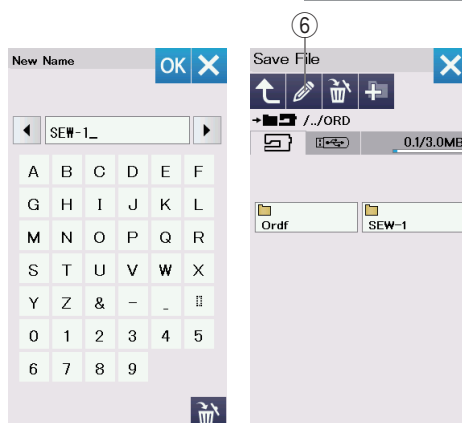 ⑥
New Name
OK
SEW-1_
A B C D E F
G H I J K L
M N O P Q R
S T U V W X
Y Z & - _
0 1 2 3 4 5
6 7 8 9
Save File
/../ORD
0.1/3.0MB
Ordf
SEW-1